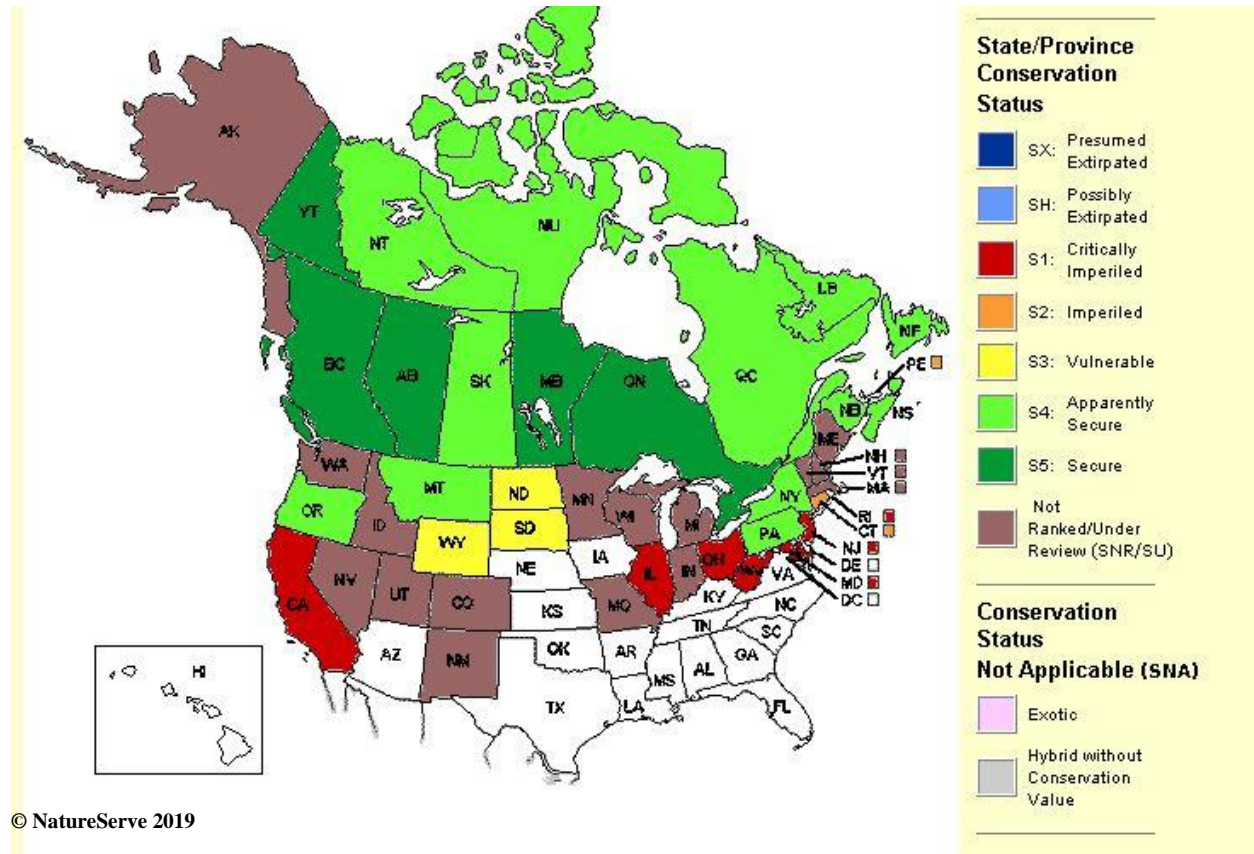 AK
YT
NT
NU
BC
AB
SK
MB
ON
QC
LB
NF
PE
NB
NS
ME
NH
VT
MA
RI
CT
NJ
DE
MD
DC
WA
MT
ND
MN
OR
ID
SD
WI
MI
NY
WY
PA
IA
NE
NV
UT
CO
IL
IN
OH
WV
VA
CA
KS
MO
KY
NC
TN
AZ
NM
OK
AR
SC
MS
AL
GA
TX
LA
FL
HI
© NatureServe 2019
State/Province
Conservation
Status
SX: Presumed
Extirpated
SH: Possibly
Extirpated
S1: Critically
Imperiled
S2: Imperiled
S3: Vulnerable
S4: Apparently
Secure
S5: Secure
Not
Ranked/Under
Review (SNR/SU)
Conservation
Status
Not Applicable (SNA)
Exotic
Hybrid without
Conservation
Value